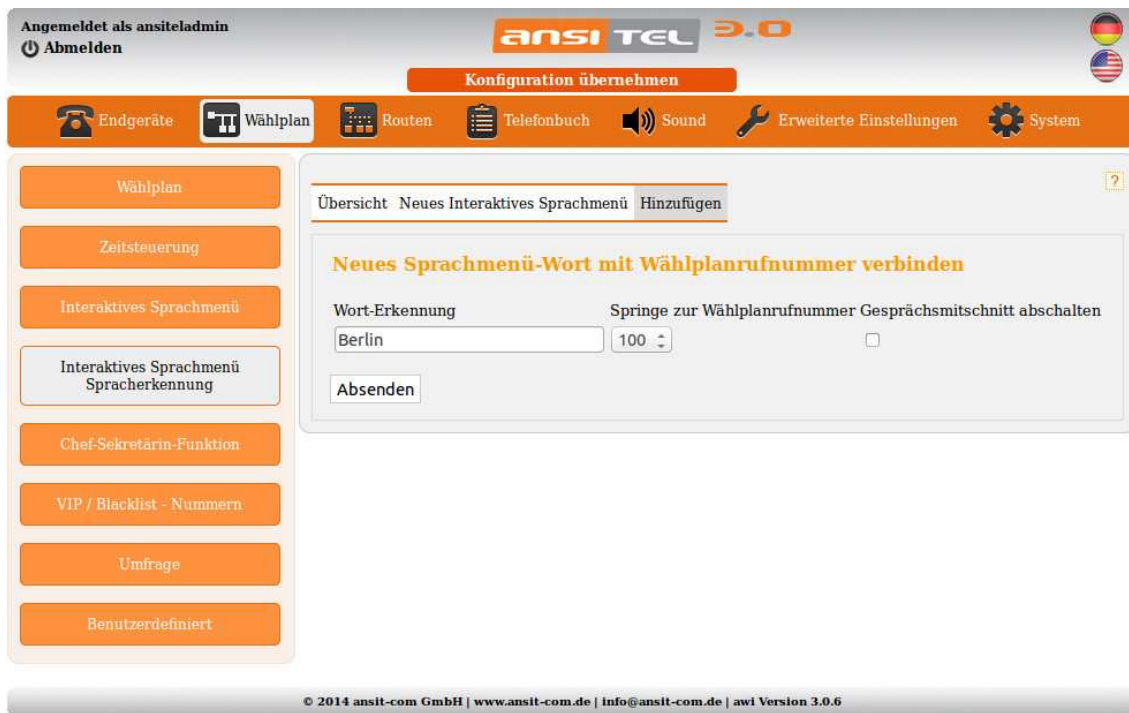 Angemeldet als ansiteladmin
Abmelden
ansi TEL 3.0
Konfiguration übernehmen
Endgeräte Wählplan Routen Telefonbuch Sound Erweiterte Einstellungen System
Wählplan
Zeitsteuerung
Interaktives Sprachmenü
Interaktives Sprachmenü
Spracherkennung
Chef-Sekretärin-Funktion
VIP / Blacklist - Nummern
Umfrage
Benutzerdefiniert
?
Übersicht Neues Interaktives Sprachmenü Hinzufügen
Neues Sprachmenü-Wort mit Wählplanrufnummer verbinden
Wort-Erkennung Springe zur Wählplanrufnummer Gesprächsmitschnitt abschalten
Berlin 100
Absenden
© 2014 ansit-com GmbH | www.ansit-com.de | info@ansit-com.de | awi Version 3.0.6